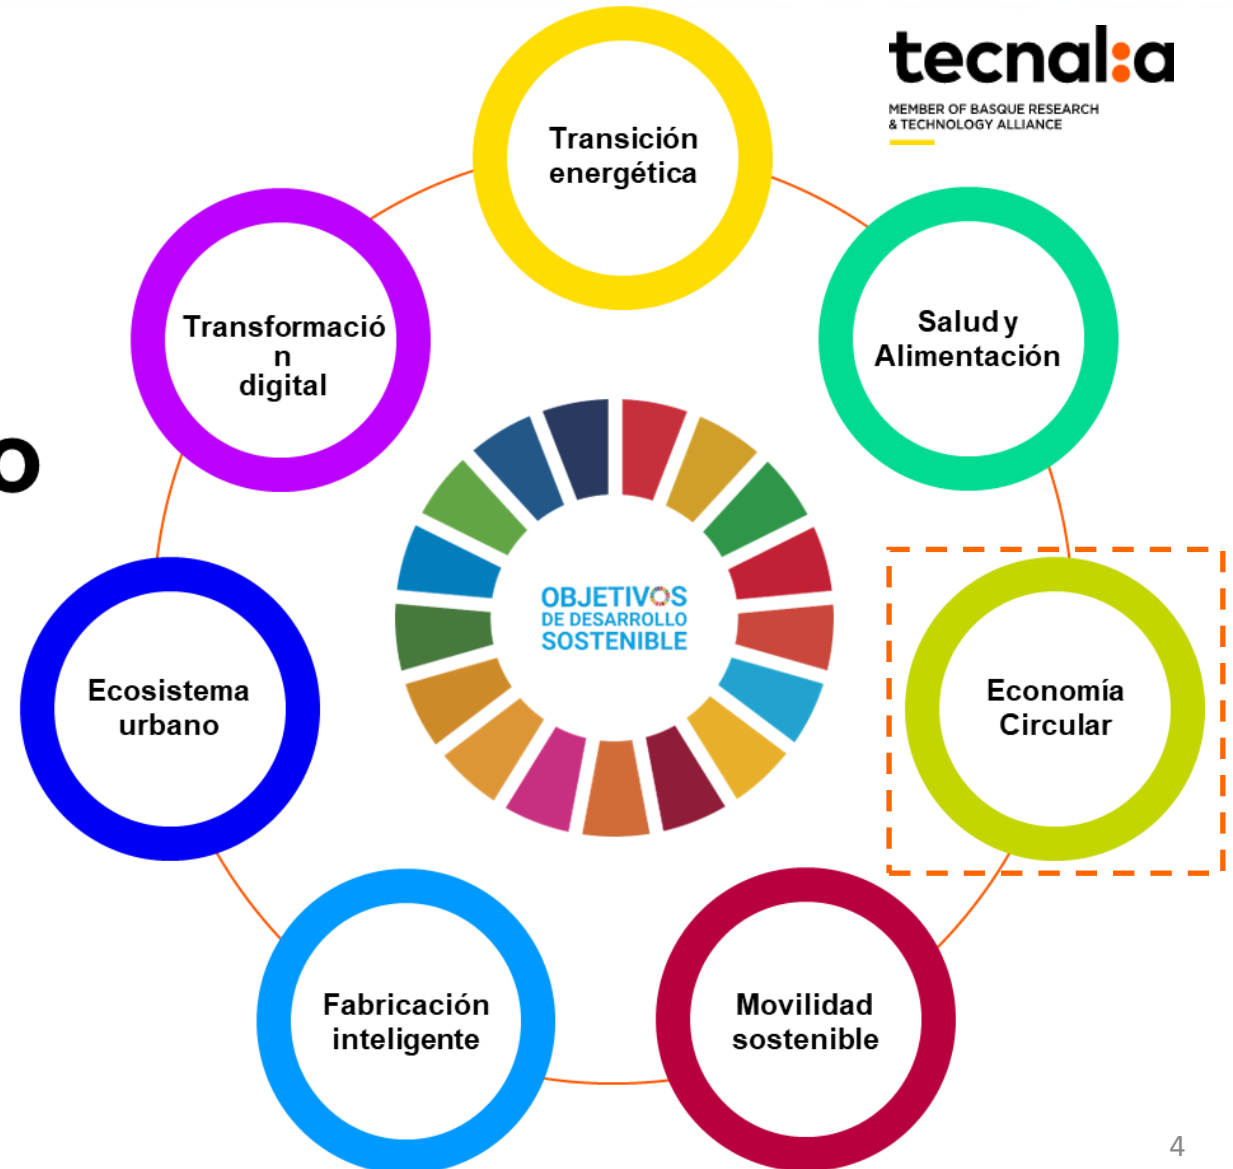 tecnalia
MEMBER OF BASQUE RESEARCH
& TECHNOLOGY ALLIANCE
Transición
energética
Transformació
n
digital
Salud y
Alimentación
o
OBJETIVOS
DE DESARROLLO
SOSTENIBLE
Ecosistema
urbano
Economía
Circular
Fabricación
inteligente
Movilidad
sostenible
4